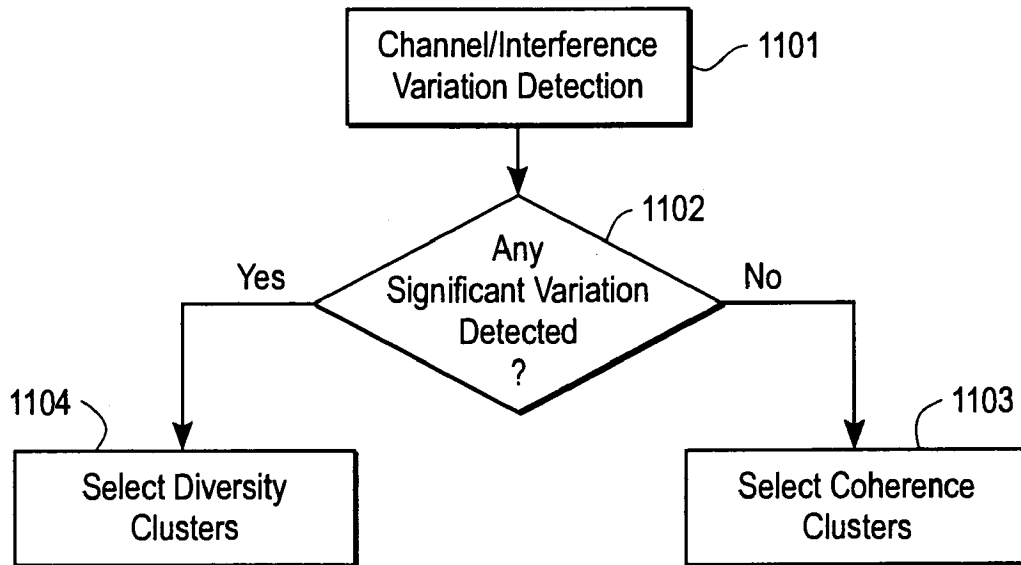 Channel/Interference
Variation Detection
1101
1102
Any
Significant Variation
Detected
?
Yes
No
1104
1103
Select Diversity
Clusters
Select Coherence
Clusters